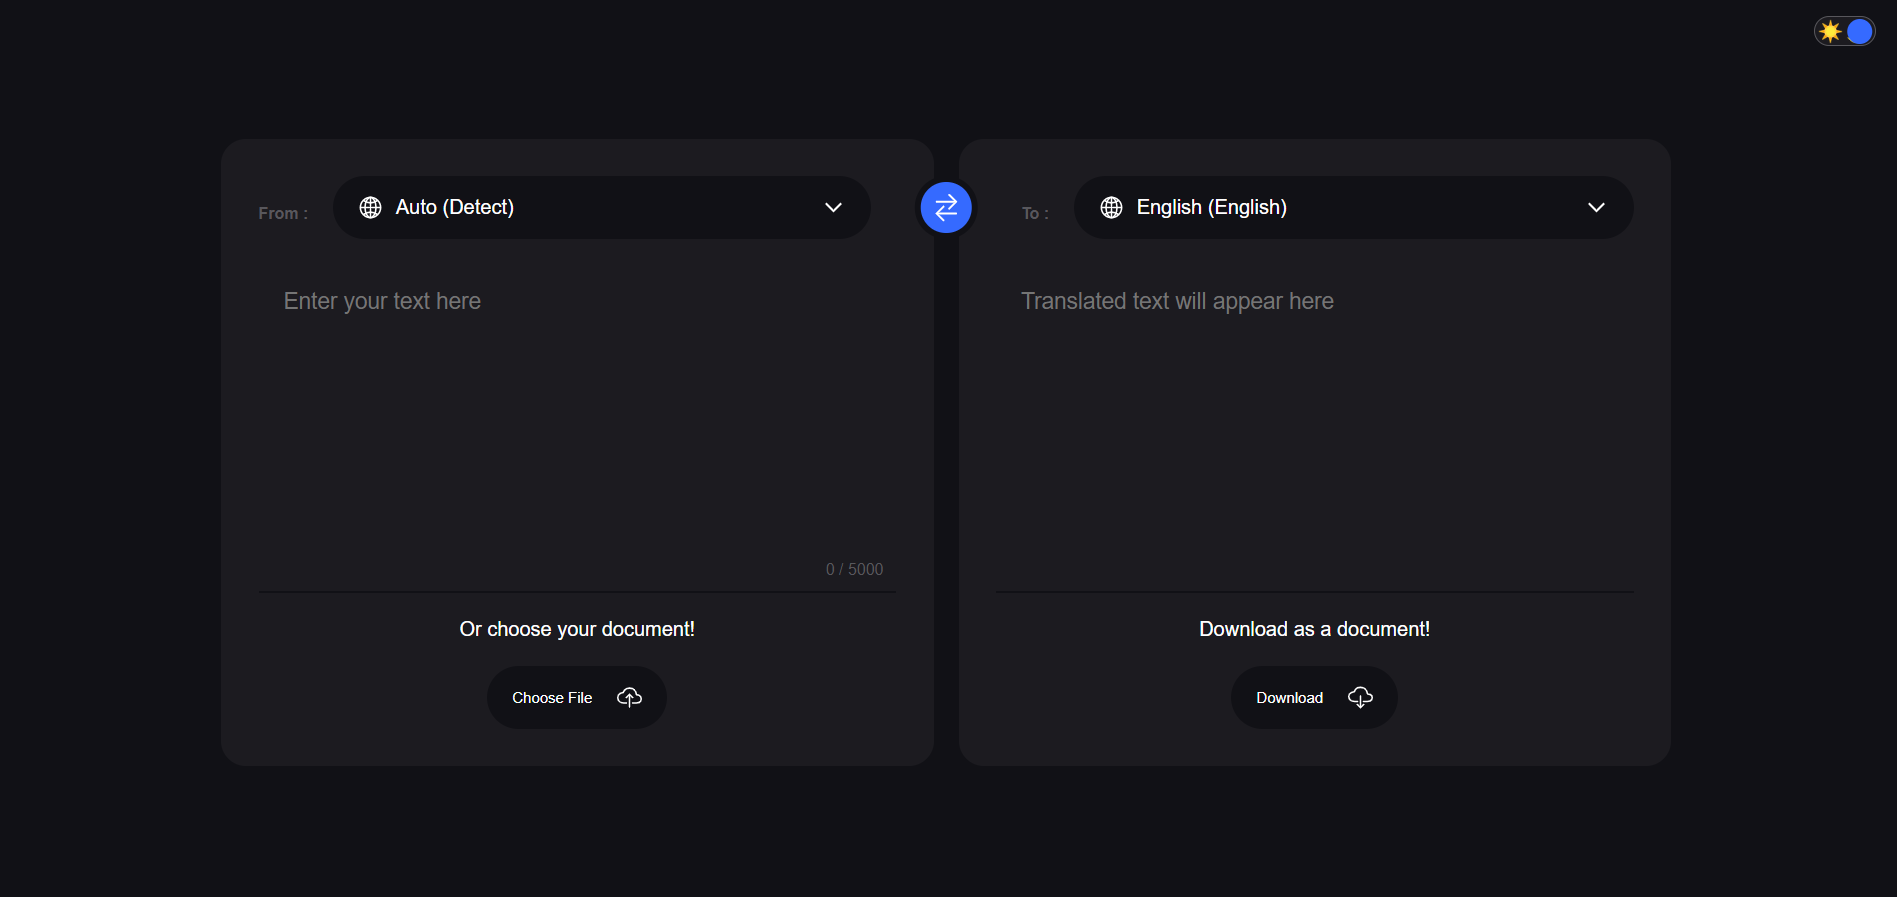 From :
Auto (Detect)
To :
English (English)
Enter your text here
Translated text will appear here
0 / 5000
Or choose your document!
Download as a document!
Choose File
Download